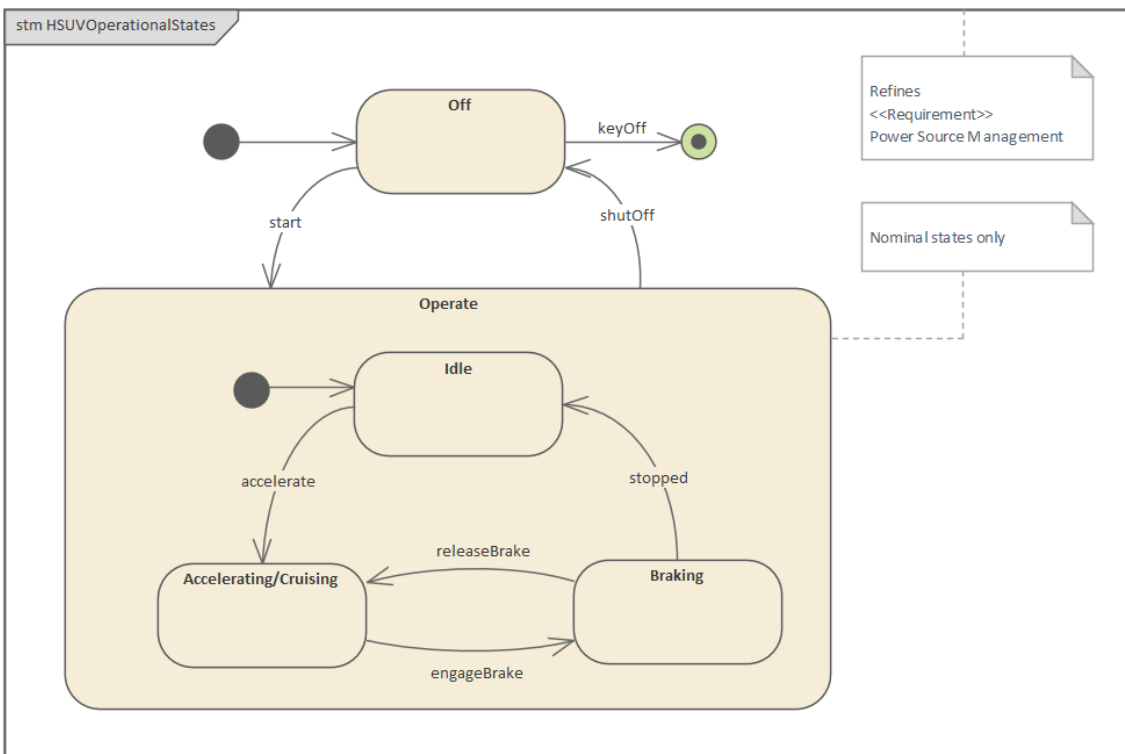 stm HSUVOperationalStates
Refines
<<Requirement>>
Power Source Management
Off
keyOff
start
shutOff
Nominal states only
Operate
Idle
accelerate
stopped
releaseBrake
Accelerating/Cruising
Braking
engageBrake